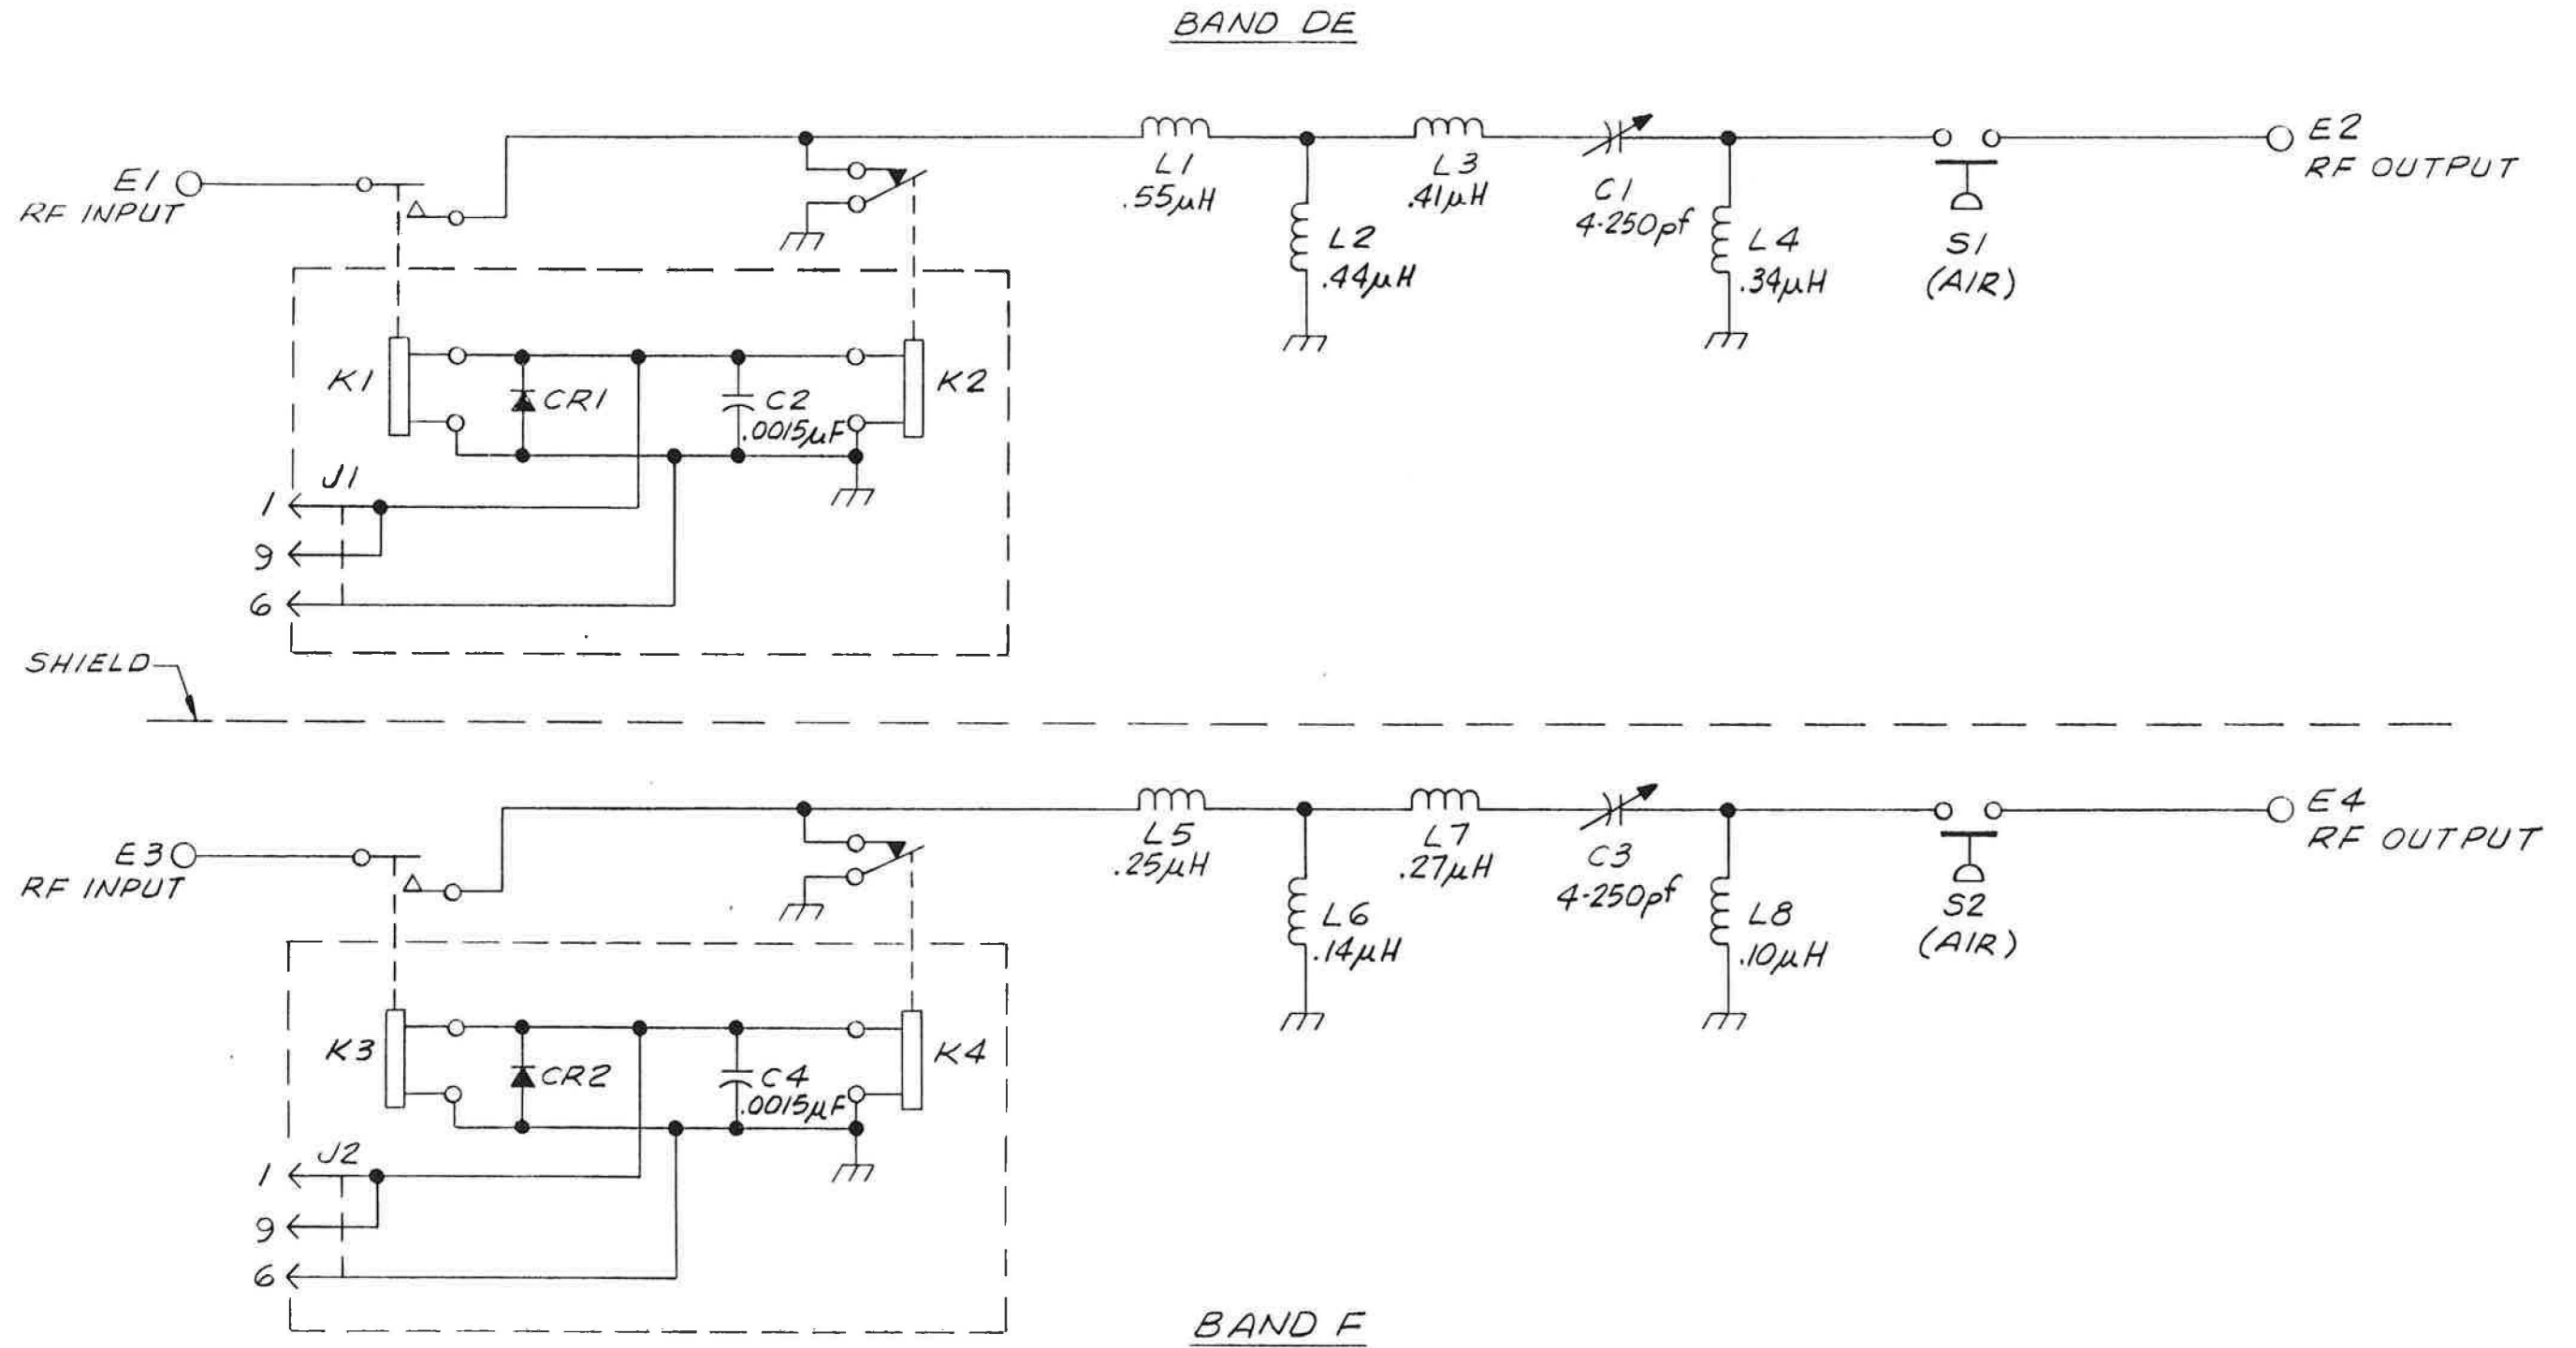 BAND DE
E1
RF INPUT
L1
.55µH
L2
.44µH
L3
.41µH
C1
4-250pf
L4
.34µH
S1
(AIR)
E2
RF OUTPUT
K1
CR1
C2
.0015µF
K2
J1
1
9
6
SHIELD
E3
RF INPUT
L5
.25µH
L6
.14µH
L7
.27µH
C3
4-250pf
L8
.10µH
S2
(AIR)
E4
RF OUTPUT
K3
CR2
C4
.0015µF
K4
J2
1
9
6
BAND F